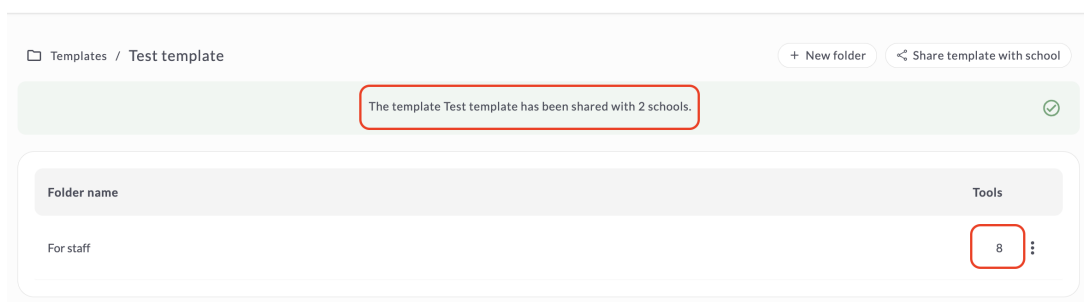 Templates / Test template
+ New folder
Share template with school
The template Test template has been shared with 2 schools.
Folder name Tools
For staff 8